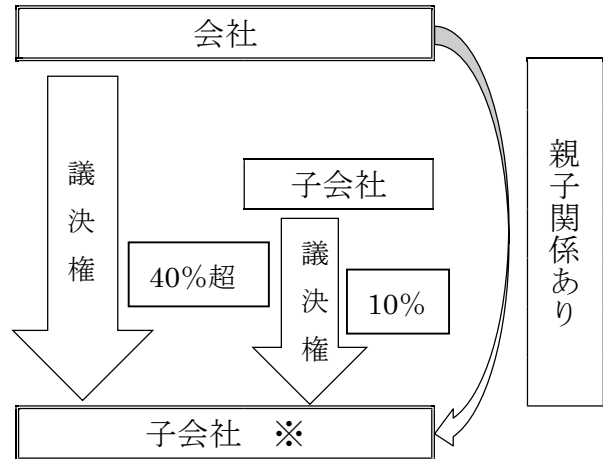 会社
議決権
40%超
子会社
議決権
10%
親子関係あり
子会社 ※